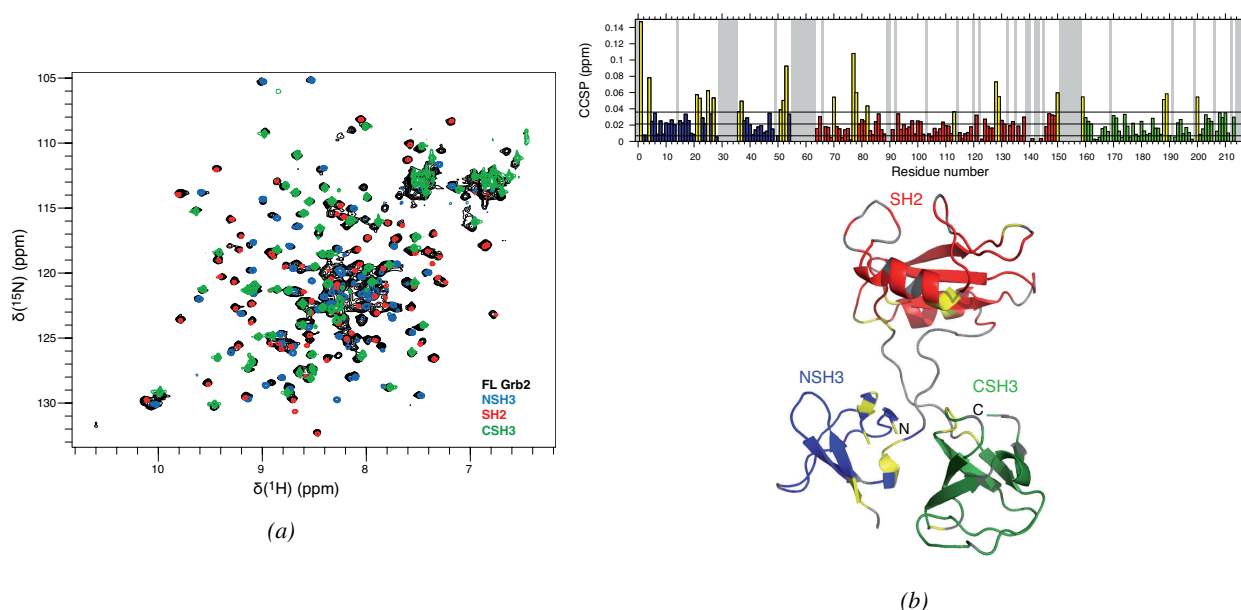 105
110
115
120
125
130
δ(¹⁵N) (ppm)
10
9
8
7
δ(¹H) (ppm)
FL Grb2
NSH3
SH2
CSH3
(a)
0.14
0.12
0.10
0.08
0.06
0.04
0.02
0
CCSP (ppm)
0 10 20 30 40 50 60 70 80 90 100 110 120 130 140 150 160 170 180 190 200 210
Residue number
SH2
NSH3
CSH3
N
C
(b)